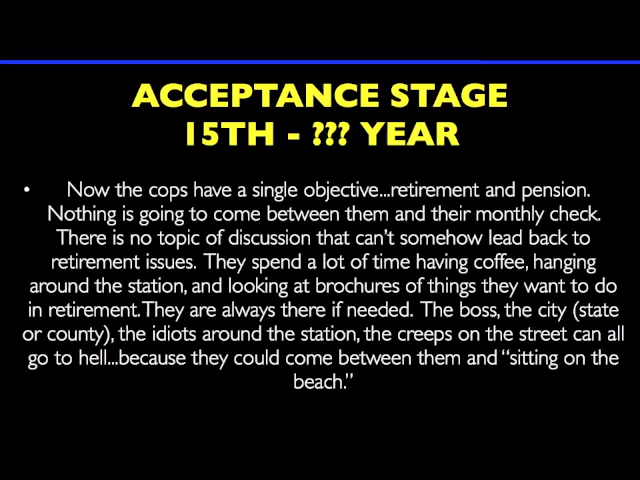 ACCEPTANCE STAGE
15TH - ??? YEAR
• Now the cops have a single objective...retirement and pension.
Nothing is going to come between them and their monthly check.
There is no topic of discussion that can't somehow lead back to
retirement issues. They spend a lot of time having coffee, hanging
around the station, and looking at brochures of things they want to do
in retirement. They are always there if needed. The boss, the city (state
or county), the idiots around the station, the creeps on the street can all
go to hell...because they could come between them and “sitting on the
beach.”